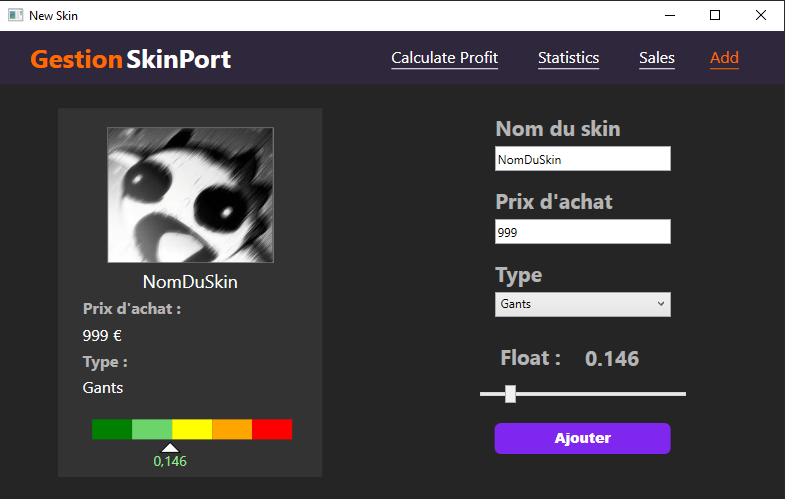 New Skin
Gestion SkinPort
Calculate Profit
Statistics
Sales
Add
NomDuSkin
Prix d'achat :
999 €
Type :
Gants
0,146
Nom du skin
NomDuSkin
Prix d'achat
999
Type
Gants
Float : 0.146
Ajouter